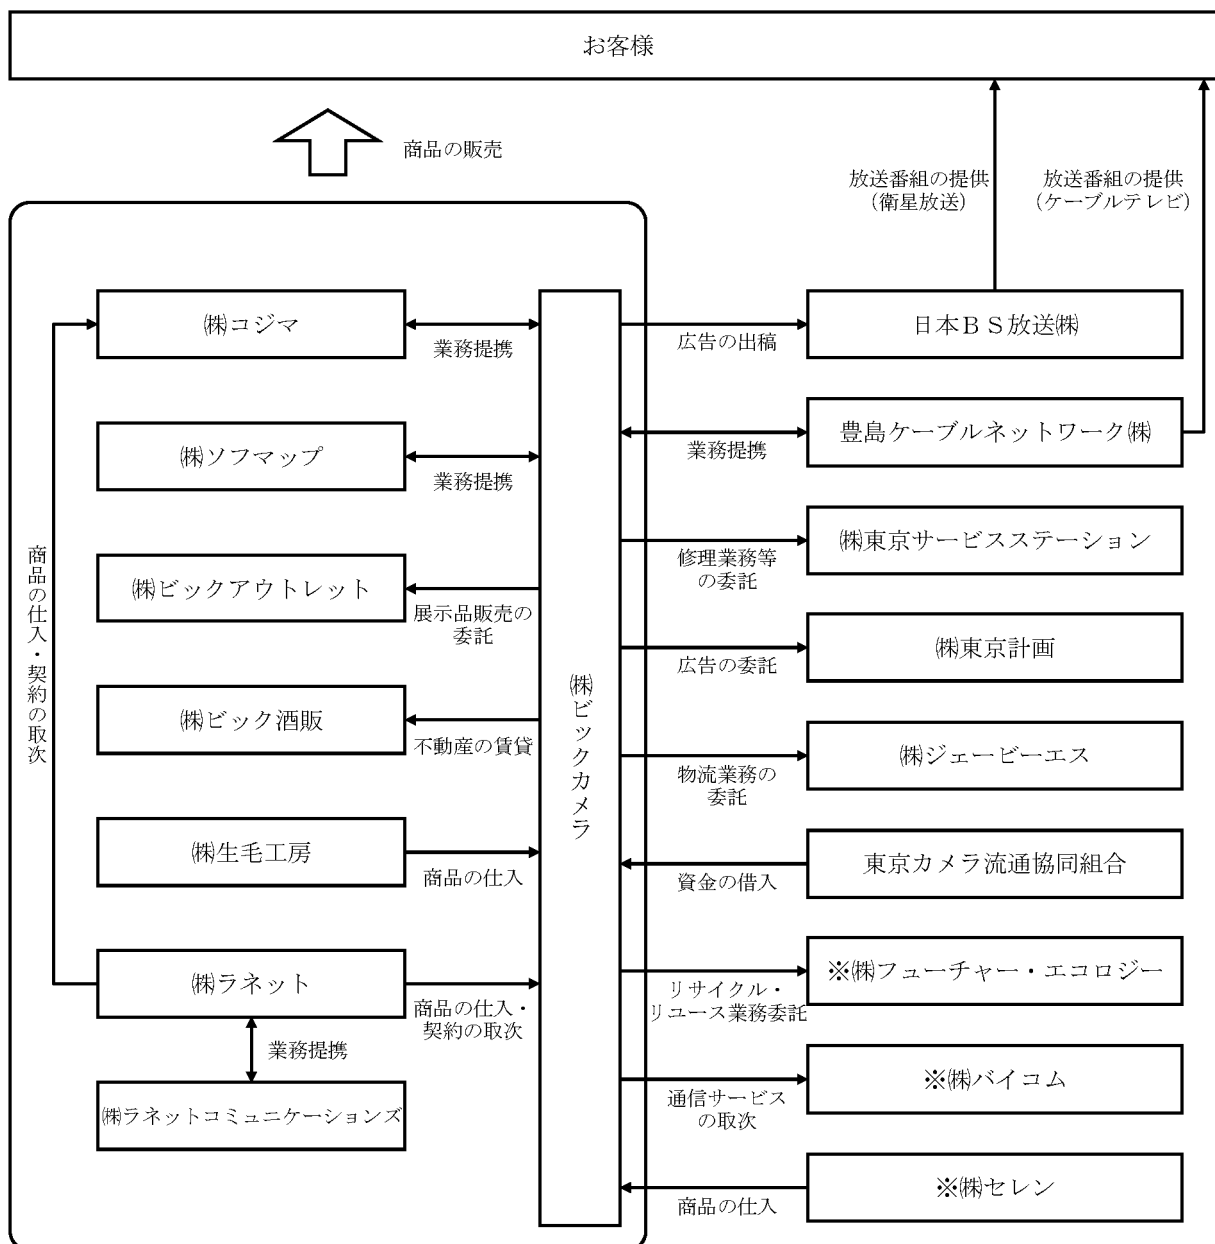 お客様
商品の販売
放送番組の提供
(衛星放送)
放送番組の提供
(ケーブルテレビ)
㈱コジマ
業務提携
広告の出稿
日本BS放送㈱
㈱ソフマップ
業務提携
業務提携
豊島ケーブルネットワーク㈱
修理業務等
の委託
㈱東京サービスステーション
商品の仕入・契約の取次
㈱ビックアウトレット
展示品販売の
委託
広告の委託
㈱東京計画
㈱ビックカメラ
㈱ビック酒販
不動産の賃貸
物流業務の
委託
㈱ジェービーエス
㈱生毛工房
商品の仕入
資金の借入
東京カメラ流通協同組合
㈱ラネット
商品の仕入・
契約の取次
リサイクル・
リユース業務委託
※㈱フューチャー・エコロジー
業務提携
㈱ラネットコミュニケーションズ
通信サービス
の取次
※㈱バイコム
商品の仕入
※㈱セレン